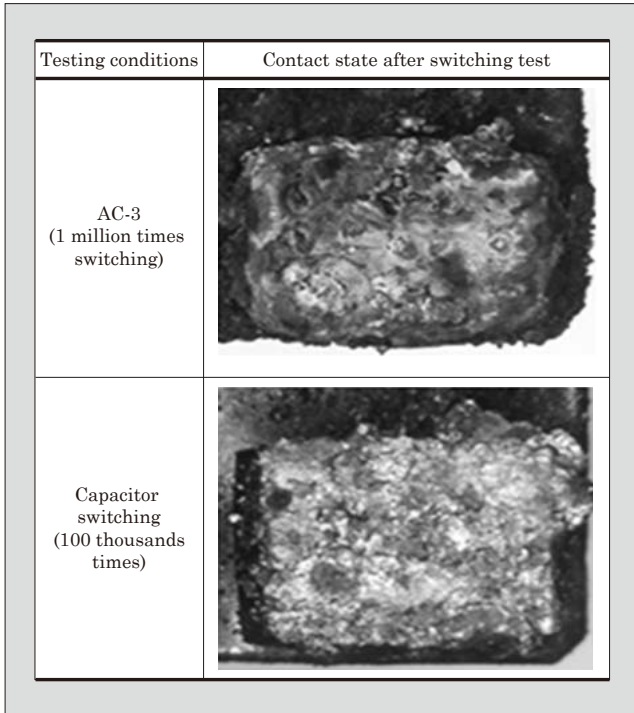 Testing conditions
Contact state after switching test
AC-3
(1 million times
switching)
Capacitor
switching
(100 thousands
times)